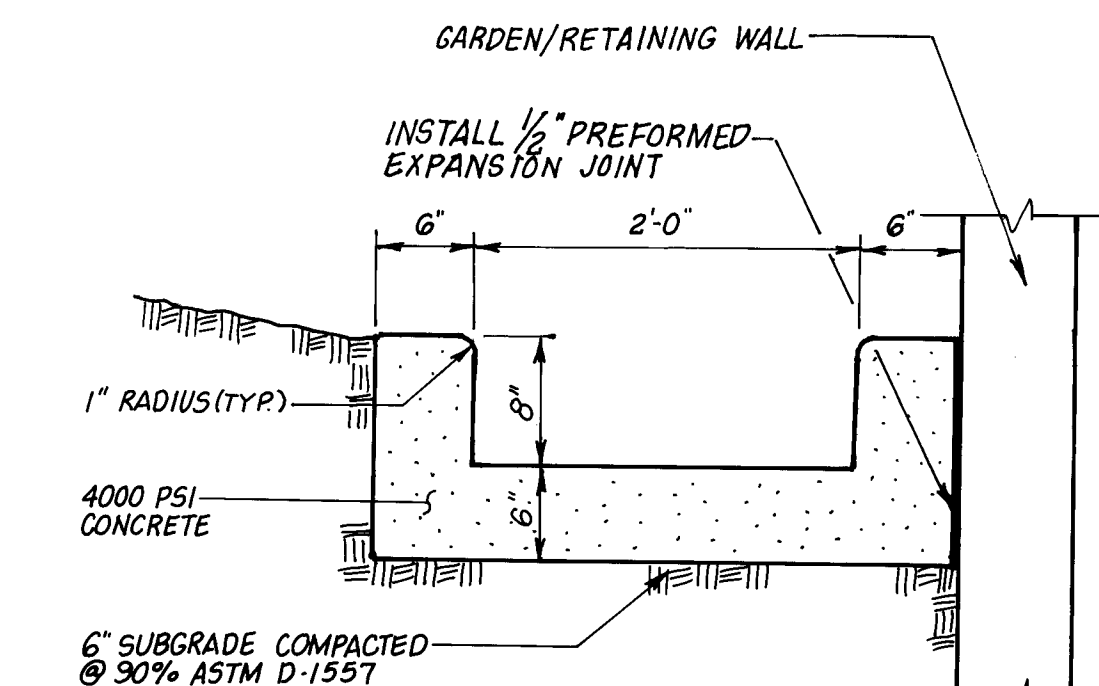 GARDEN/RETAINING WALL
INSTALL 1/2" PREFORMED
EXPANSION JOINT
6"
2'-0"
6"
1" RADIUS (TYP.)
8"
4000 PSI
CONCRETE
6"
6" SUBGRADE COMPACTED
@ 90% ASTM D-1557